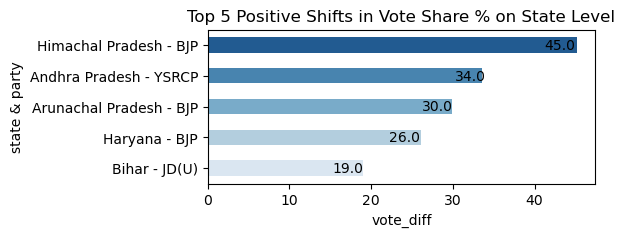 Top 5 Positive Shifts in Vote Share % on State Level
state & party
Himachal Pradesh - BJP 45.0
Andhra Pradesh - YSRCP 34.0
Arunachal Pradesh - BJP 30.0
Haryana - BJP 26.0
Bihar - JD(U) 19.0
0 10 20 30 40
vote_diff